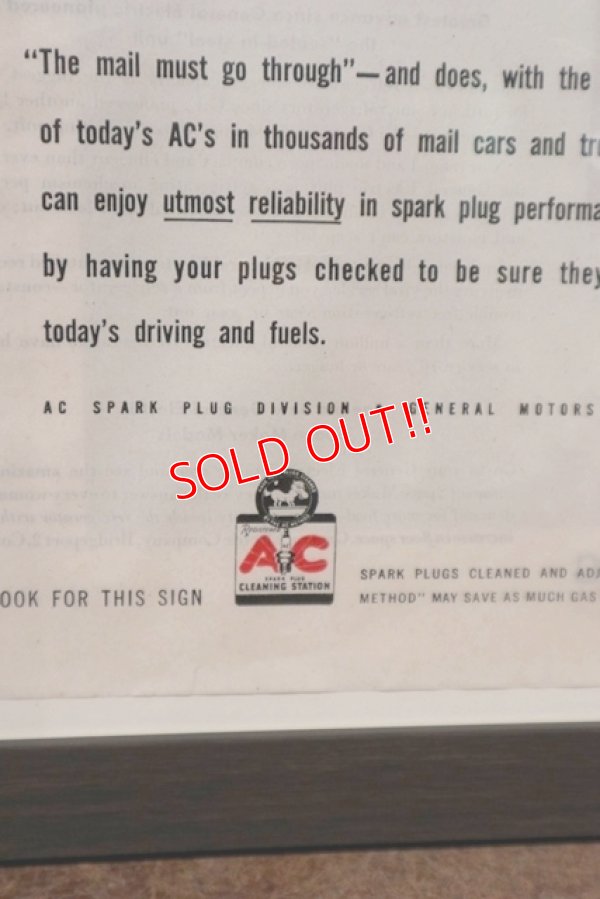 “The mail must go through”—and does, with the
of today’s AC’s in thousands of mail cars and
can enjoy utmost reliability in spark plug
by having your plugs checked to be sure they
today’s driving and fuels.
AC SPARK PLUG DIVISION • GENERAL MOTORS
SOLD OUT!!
Registered
AC
SPARK PLUG
CLEANING STATION
OOK FOR THIS SIGN
SPARK PLUGS CLEANED AND
METHOD” MAY SAVE AS MUCH GAS